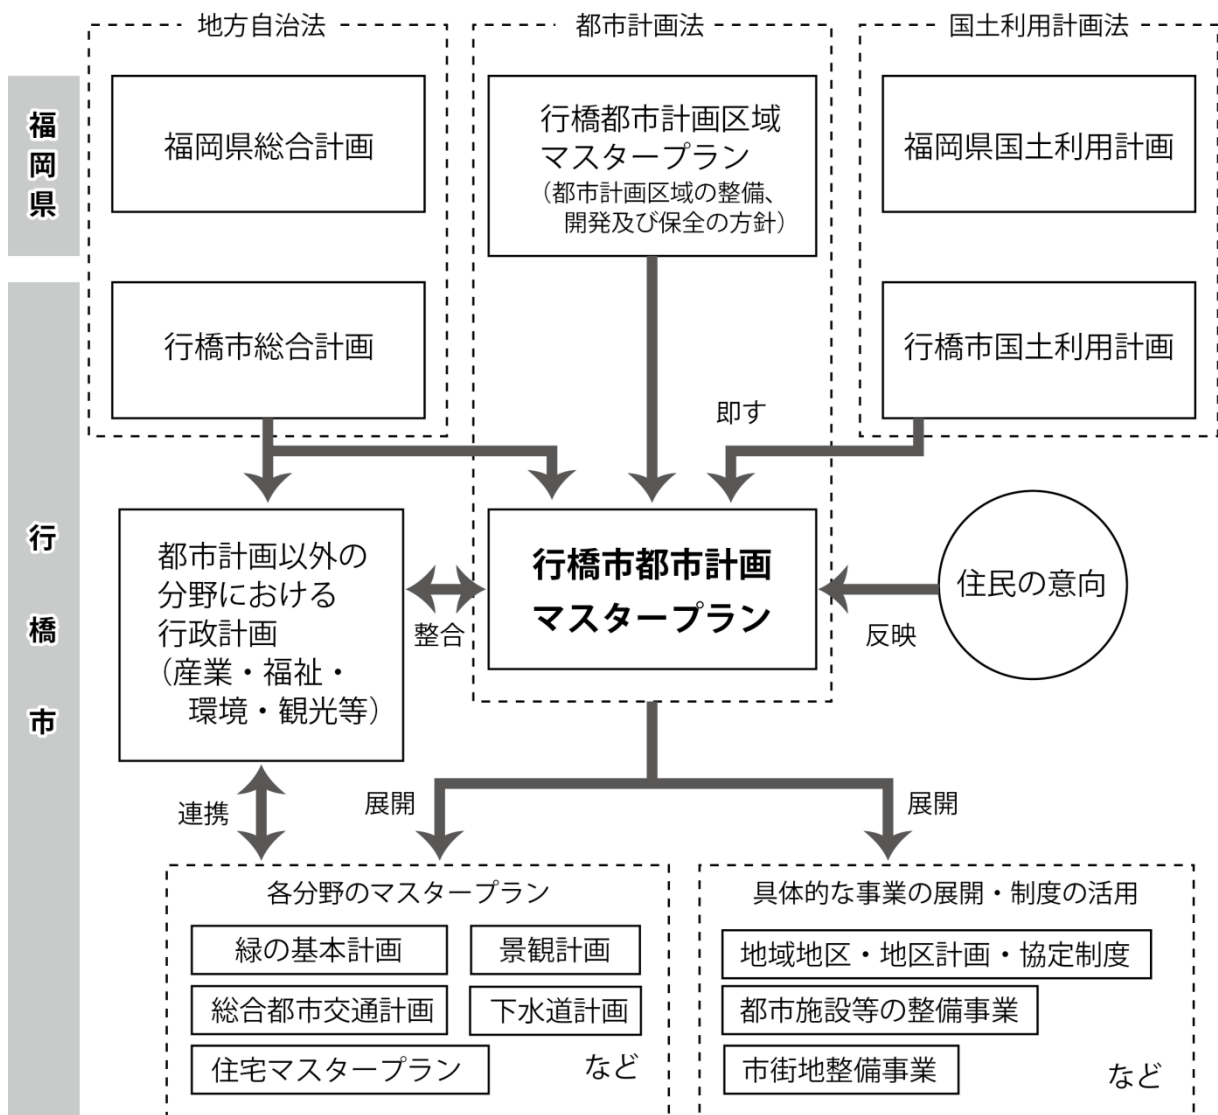 地方自治法
都市計画法
国土利用計画法
福岡県
福岡県総合計画
行橋都市計画区域
マスタープラン
（都市計画区域の整備、
開発及び保全の方針）
福岡県国土利用計画
行橋市
行橋市総合計画
行橋市国土利用計画
即す
都市計画以外の
分野における
行政計画
（産業・福祉・
環境・観光等）
整合
行橋市都市計画
マスタープラン
反映
住民の意向
連携
展開
展開
各分野のマスタープラン
緑の基本計画
景観計画
総合都市交通計画
下水道計画
住宅マスタープラン
など
具体的な事業の展開・制度の活用
地域地区・地区計画・協定制度
都市施設等の整備事業
市街地整備事業
など